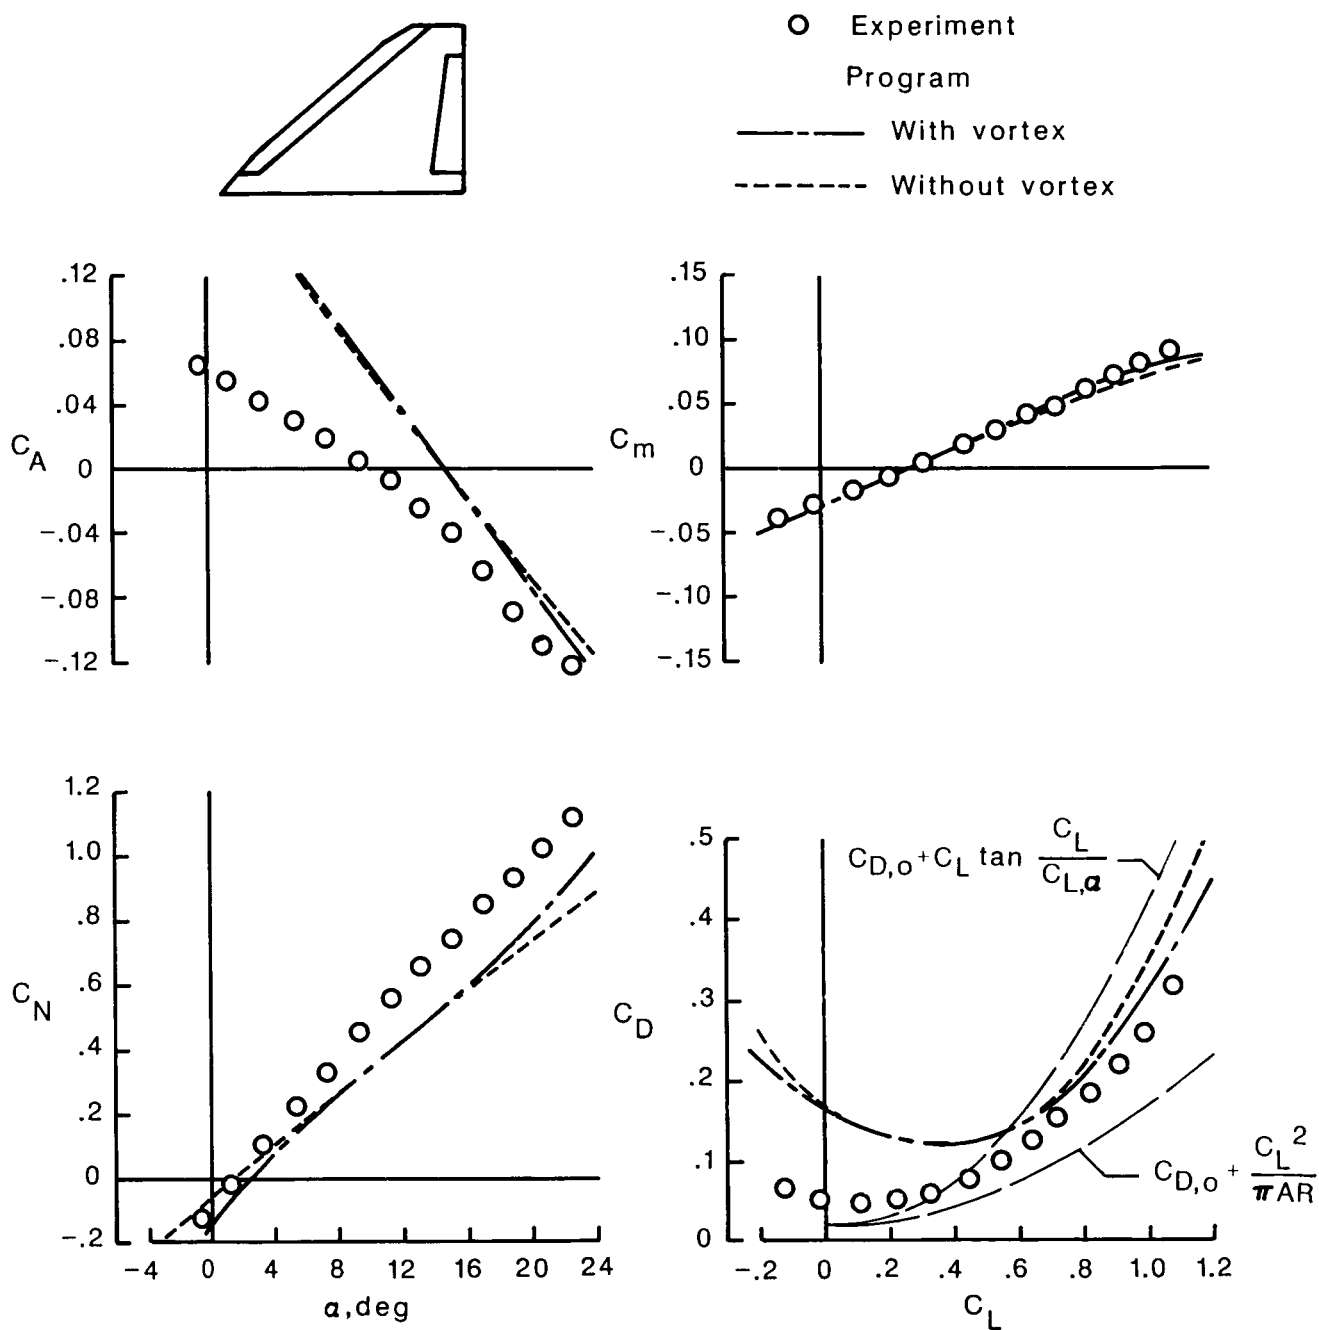 Experiment
Program
With vortex
Without vortex
.12
.08
.04
0
-.04
-.08
-.12
C_A
.15
.10
.05
0
-.05
-.10
-.15
C_m
1.2
1.0
.8
.6
.4
.2
0
-.2
C_N
-4 0 4 8 12 16 20 24
α,deg
.5
.4
.3
.2
.1
0
C_D
C_{D,o} + C_L tan C_L / C_{L,α}
C_{D,o} + C_L^2 / πAR
-.2 0 .2 .4 .6 .8 1.0 1.2
C_L